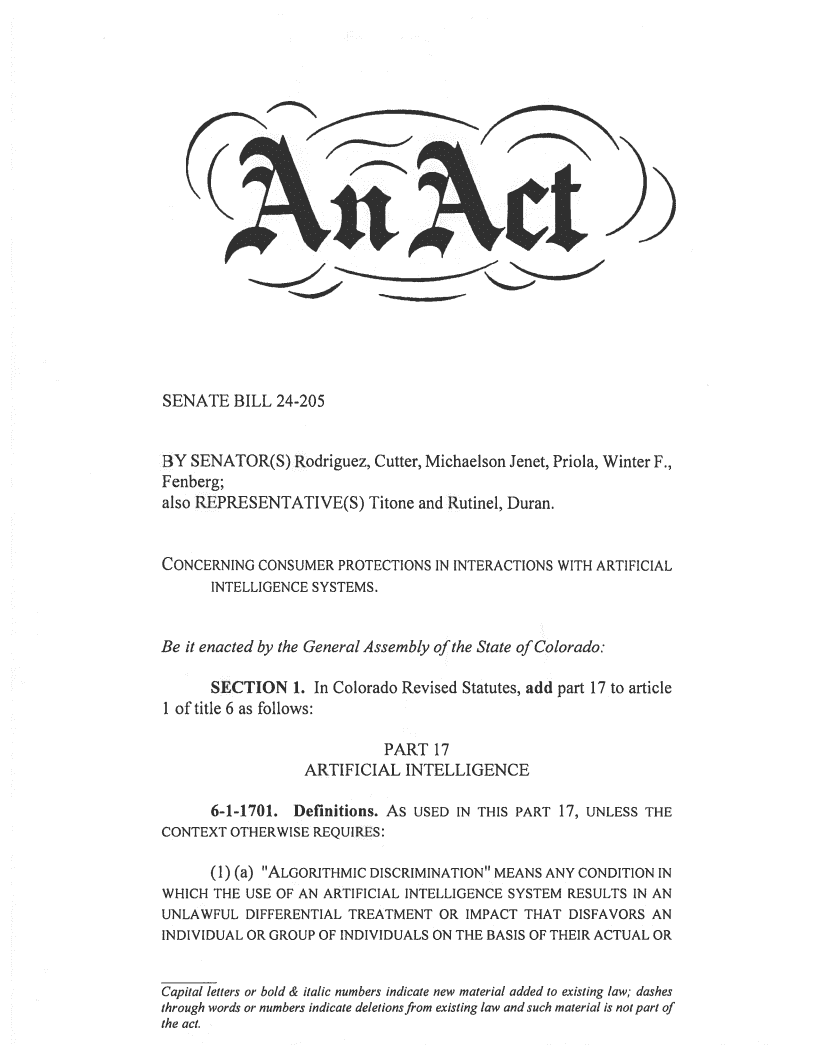 An Act
SENATE BILL 24-205
BY SENATOR(S) Rodriguez, Cutter, Michaelson Jenet, Priola, Winter F.,
Fenberg;
also REPRESENTATIVE(S) Titone and Rutinel, Duran.
CONCERNING CONSUMER PROTECTIONS IN INTERACTIONS WITH ARTIFICIAL
INTELLIGENCE SYSTEMS.
Be it enacted by the General Assembly of the State of Colorado:
SECTION 1. In Colorado Revised Statutes, add part 17 to article
1 of title 6 as follows:
PART 17
ARTIFICIAL INTELLIGENCE
6-1-1701. Definitions. AS USED IN THIS PART 17, UNLESS THE
CONTEXT OTHERWISE REQUIRES:
(1) (a) "ALGORITHMIC DISCRIMINATION" MEANS ANY CONDITION IN
WHICH THE USE OF AN ARTIFICIAL INTELLIGENCE SYSTEM RESULTS IN AN
UNLAWFUL DIFFERENTIAL TREATMENT OR IMPACT THAT DISFAVORS AN
INDIVIDUAL OR GROUP OF INDIVIDUALS ON THE BASIS OF THEIR ACTUAL OR
Capital letters or bold & italic numbers indicate new material added to existing law; dashes
through words or numbers indicate deletions from existing law and such material is not part of
the act.